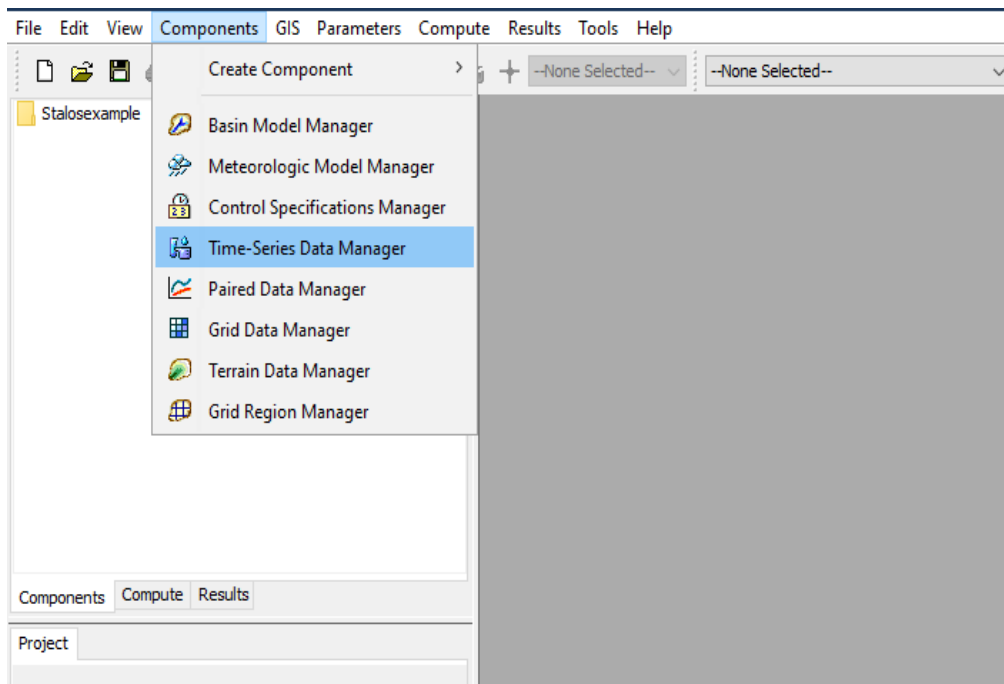 File Edit View Components GIS Parameters Compute Results Tools Help
--None Selected-- --None Selected--
Create Component
Stalosexample
Basin Model Manager
Meteorologic Model Manager
Control Specifications Manager
Time-Series Data Manager
Paired Data Manager
Grid Data Manager
Terrain Data Manager
Grid Region Manager
Components Compute Results
Project